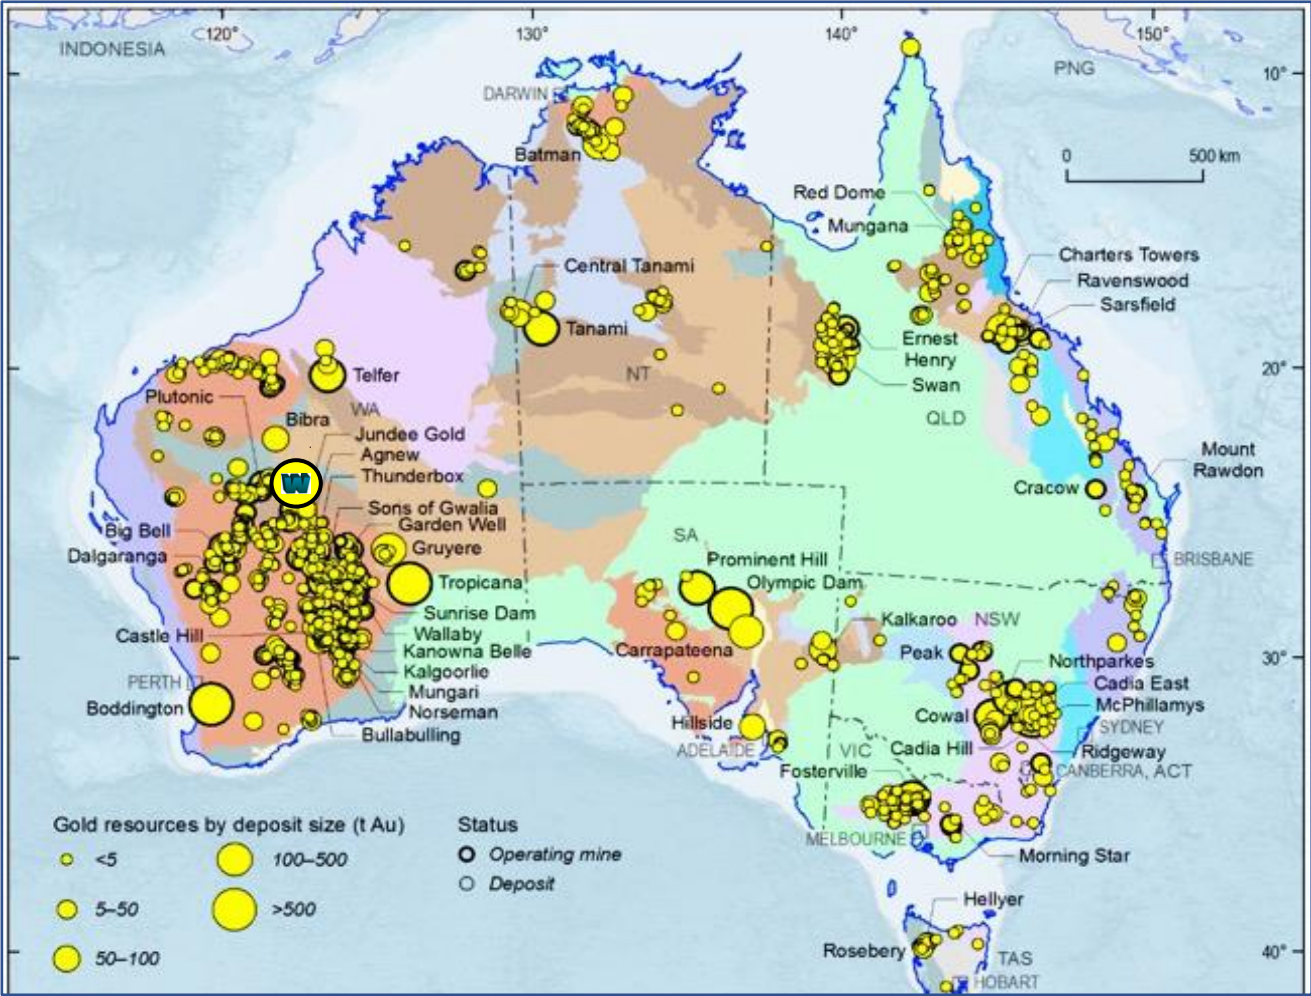 120°
130°
140°
150°
INDONESIA
PNG
10°
DARWIN
Batman
0
500 km
Red Dome
Mungana
Central Tanami
Charters Towers
Ravenswood
Sarsfield
Tanami
Ernest
Henry
NT
20°
Telfer
Swan
Plutonic
WA
QLD
Bibra
Jundee Gold
Agnew
Thunderbox
Mount
Rawdon
W
Cracow
Sons of Gwalia
Garden Well
Big Bell
Gruyere
SA
Dalgaranga
Prominent Hill
BRISBANE
Tropicana
Olympic Dam
Sunrise Dam
Kalkaroo
NSW
Castle Hill
Wallaby
Kanowna Belle
Carrapateena
Peak
30°
Northparkes
Kalgoorlie
PERTH
Cadia East
Mungari
Boddington
McPhillamys
Norseman
Cowal
Hillside
SYDNEY
Bullabulling
ADELAIDE
VIC
Cadia Hill
Ridgeway
Fosterville
CANBERRA, ACT
Gold resources by deposit size (t Au)
Status
MELBOURNE
<5
100–500
Operating mine
Morning Star
Deposit
Hellyer
5–50
>500
Rosebery
40°
50–100
TAS
HOBART